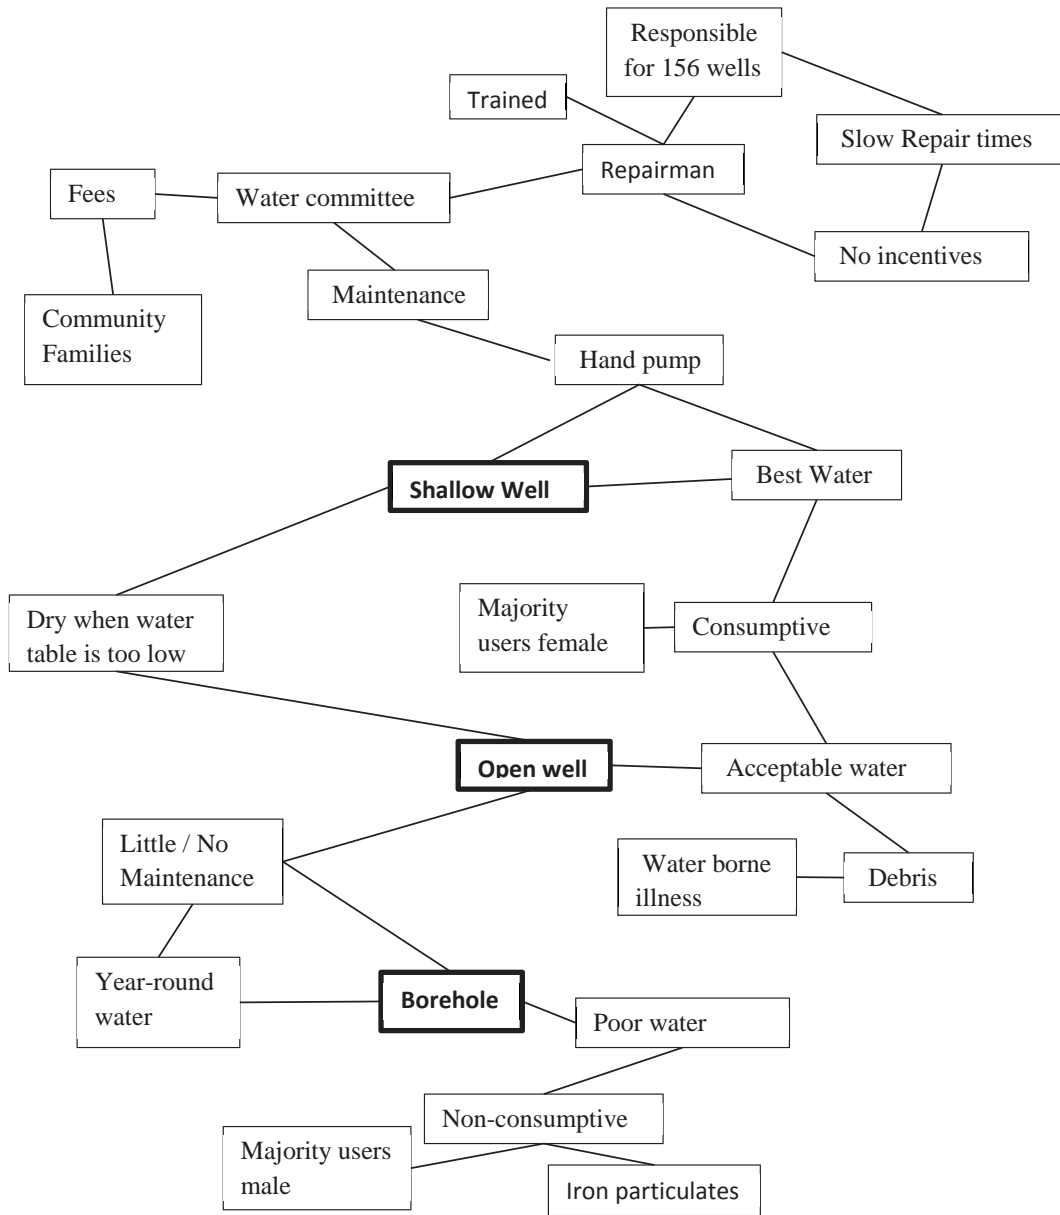 Responsible
for 156 wells
Trained
Slow Repair times
Repairman
Fees
Water committee
No incentives
Maintenance
Community
Families
Hand pump
Shallow Well
Best Water
Majority
users female
Consumptive
Dry when water
table is too low
Open well
Acceptable water
Little / No
Maintenance
Water borne
illness
Debris
Year-round
water
Borehole
Poor water
Non-consumptive
Majority users
male
Iron particulates